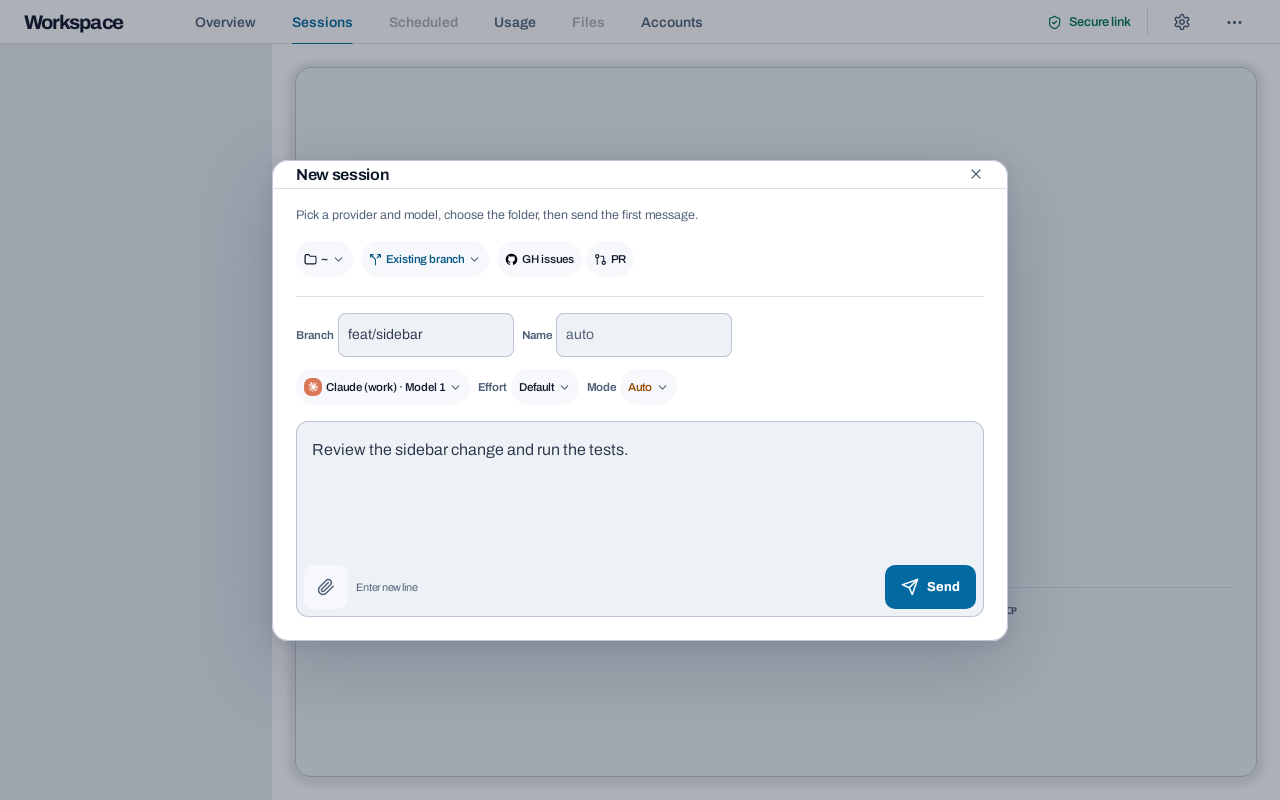 Workspace
Overview
Sessions
Scheduled
Usage
Files
Accounts
Secure link
New session
Pick a provider and model, choose the folder, then send the first message.
~
Existing branch
GH issues
PR
Branch
feat/sidebar
Name
auto
Claude (work) · Model 1
Effort
Default
Mode
Auto
Review the sidebar change and run the tests.
Enter new line
Send